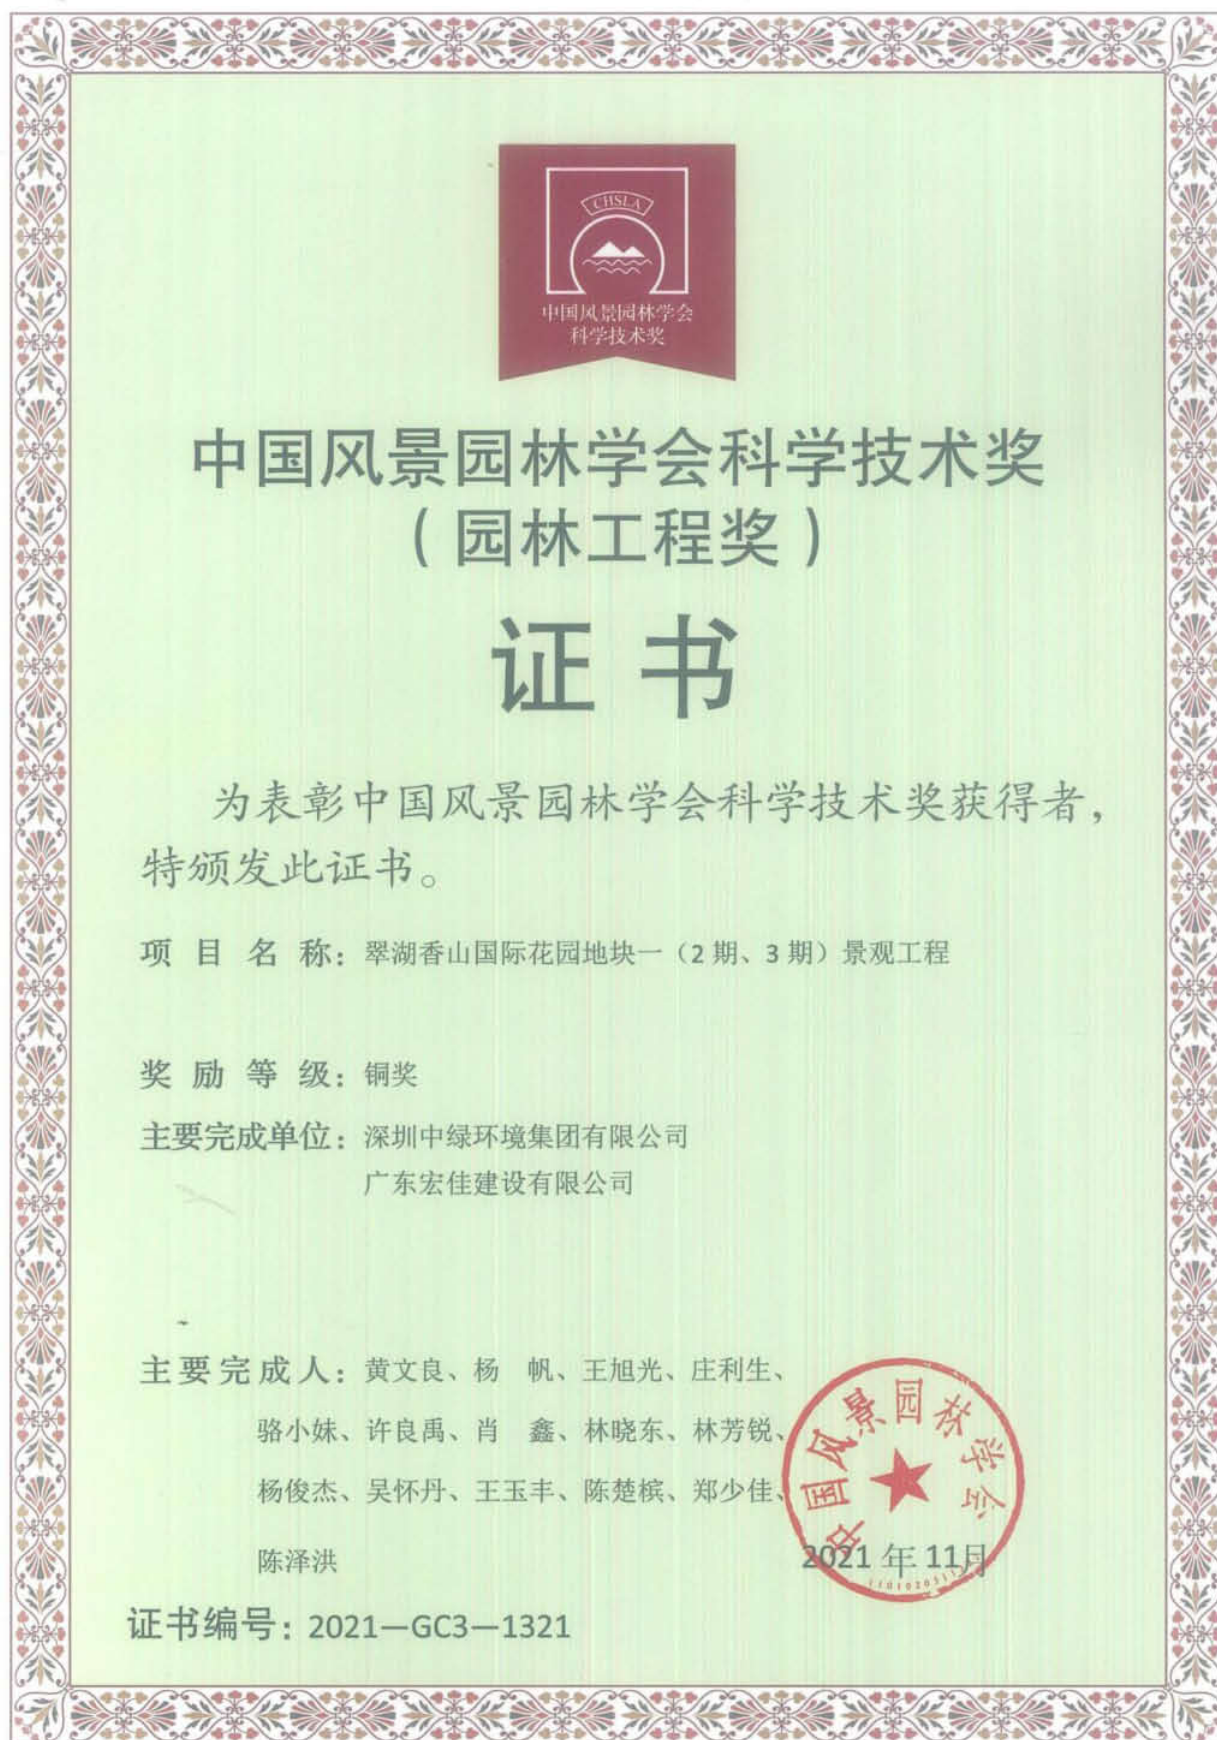 CHSLA
中国风景园林学会
科学技术奖
中国风景园林学会科学技术奖
（园林工程奖）
证书
为表彰中国风景园林学会科学技术奖获得者，
特颁发此证书。
项目名称：翠湖香山国际花园地块一（2期、3期）景观工程
奖励等级：铜奖
主要完成单位：深圳中绿环境集团有限公司
广东宏佳建设有限公司
主要完成人：黄文良、杨 帆、王旭光、庄利生、
骆小妹、许良禹、肖 鑫、林晓东、林芳锐、
杨俊杰、吴怀丹、王玉丰、陈楚槟、郑少佳、
陈泽洪
中国风景园林学会
2021年11月
证书编号：2021—GC3—1321